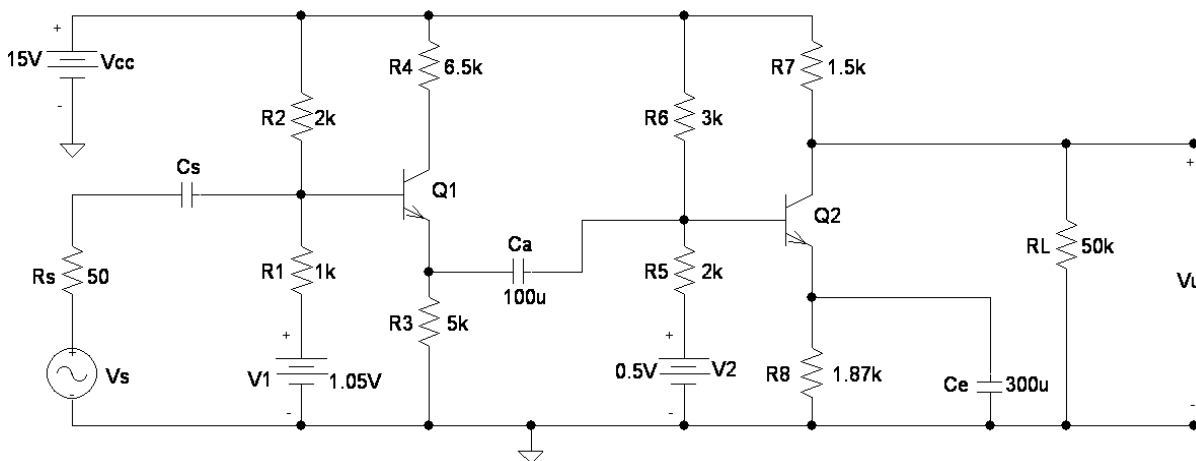 15V
+
Vcc
-
R4
6.5k
R7
1.5k
R2
2k
R6
3k
Cs
Q1
Q2
+
Rs
50
R1
1k
Ca
100u
R5
2k
RL
50k
R3
5k
+
Vs
-
+
V1
1.05V
-
+
0.5V
V2
-
R8
1.87k
Ce
300u
-